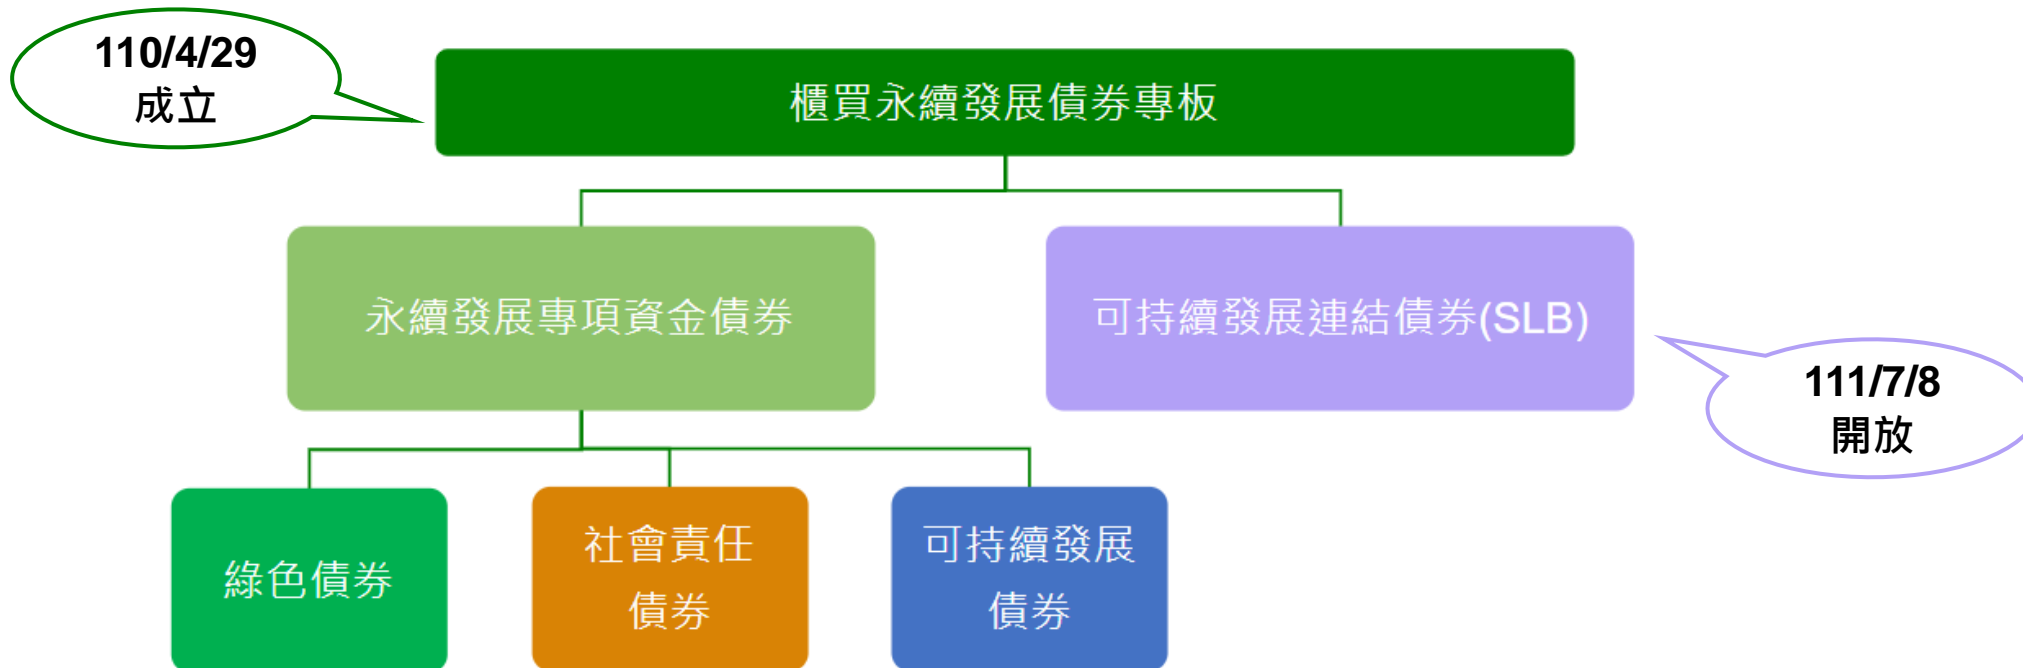 110/4/29
成立
櫃買永續發展債券專板
永續發展專項資金債券
可持續發展連結債券(SLB)
111/7/8
開放
綠色債券
社會責任
債券
可持續發展
債券